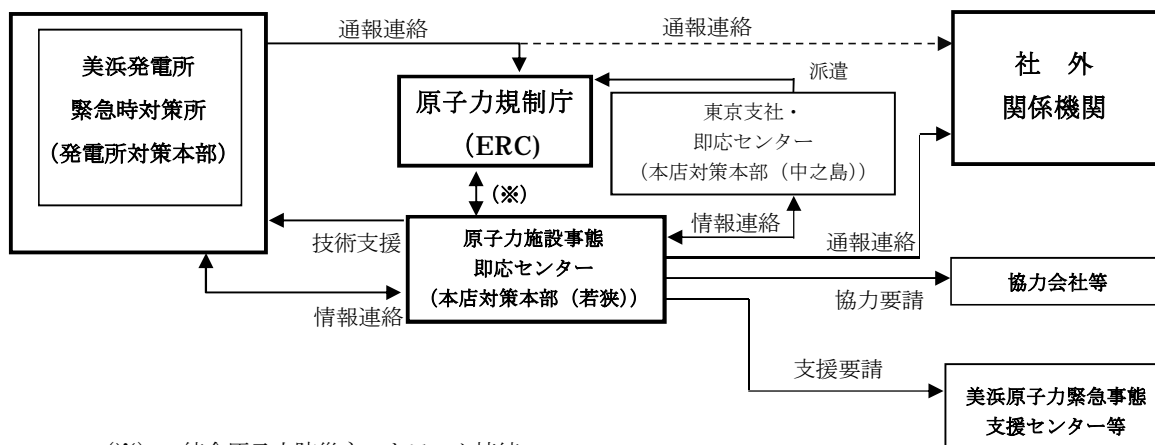 通報連絡
通報連絡
美浜発電所
緊急時対策所
(発電所対策本部)
社 外
関係機関
派遣
原子力規制庁
(ERC)
東京支社・
即応センター
(本店対策本部(中之島))
(※)
情報連絡
技術支援
原子力施設事態
即応センター
(本店対策本部(若狭))
通報連絡
情報連絡
協力要請
協力会社等
支援要請
美浜原子力緊急事態
支援センター等